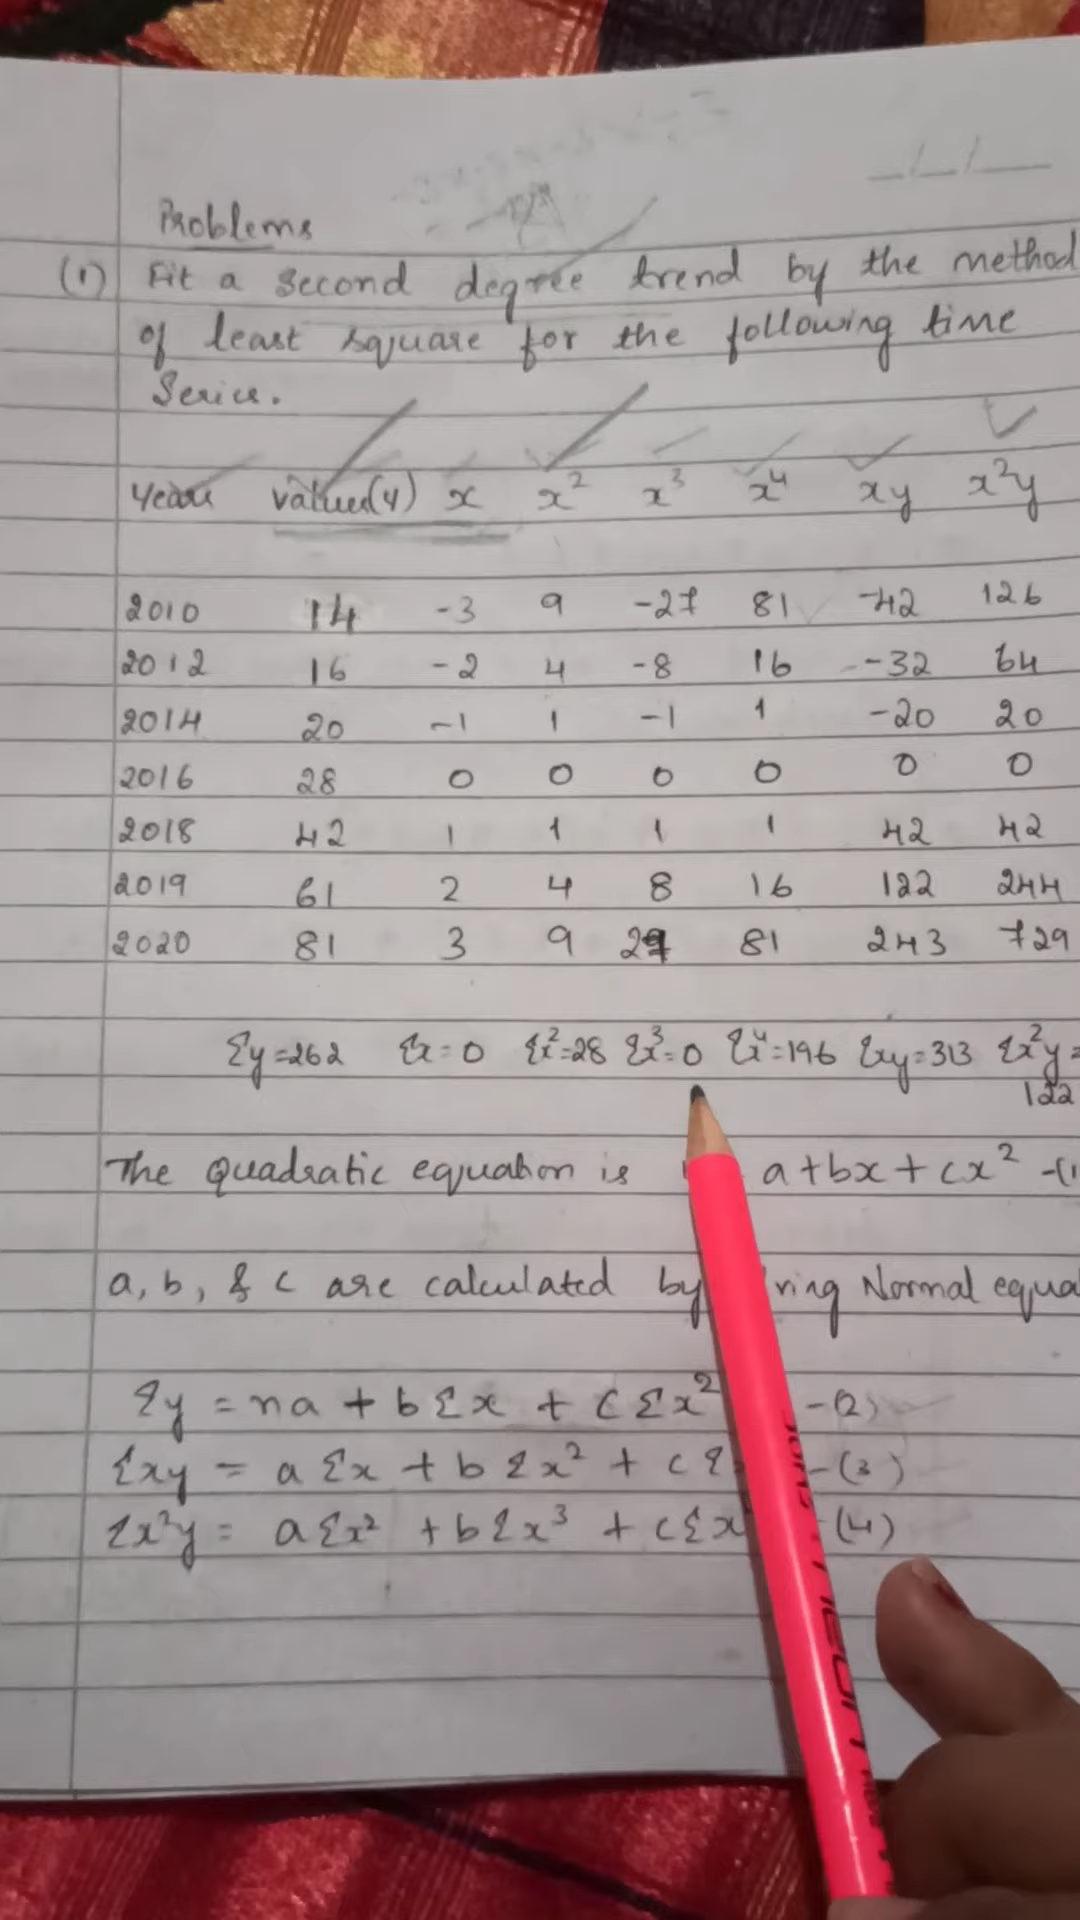 Problems
(1) Fit a second degree trend by the method
of least square for the following time
Series.
Years values(y) x x² x³ x⁴ xy x²y
2010 14 -3 9 -27 81 -42 126
2012 16 -2 4 -8 16 -32 64
2014 20 -1 1 -1 1 -20 20
2016 28 0 0 0 0 0 0
2018 42 1 1 1 1 42 42
2019 61 2 4 8 16 122 244
2020 81 3 9 27 81 243 729
Σy=262 Σx=0 Σx²=28 Σx³=0 Σx⁴=196 Σxy=313 Σx²y=
122
The Quadratic equation is a+bx+cx² -(1
a, b, & c are calculated by Normal equa
Σy = na + bΣx + cΣx² -(2)
Σxy = aΣx + bΣx² + cΣ -(3)
Σx²y = aΣx² + bΣx³ + cΣx (4)